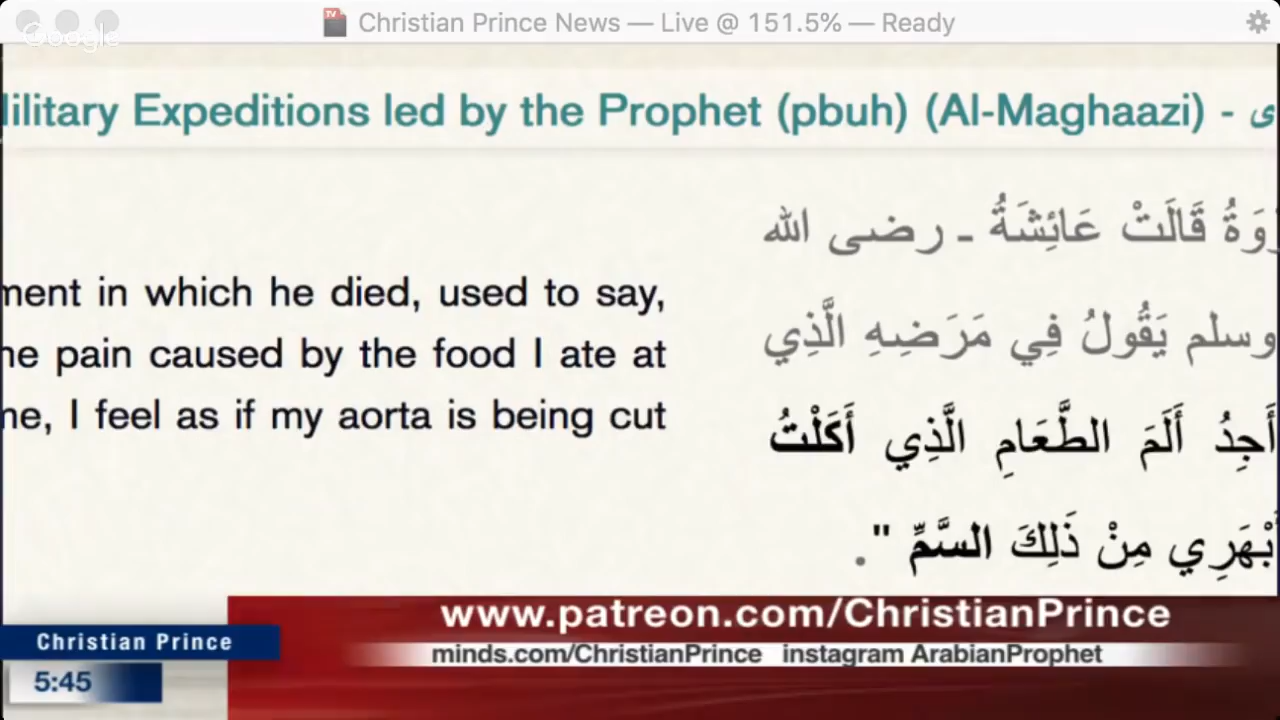 Christian Prince News — Live @ 151.5% — Ready
Google
Military Expeditions led by the Prophet (pbuh) (Al-Maghaazi) - ى
وَةُ قَالَتْ عَائِشَةُ ـ رضى الله
ment in which he died, used to say,
وسلم يَقُولُ فِي مَرَضِهِ الَّذِي
he pain caused by the food I ate at
أَجِدُ أَلَمَ الطَّعَامِ الَّذِي أَكَلْتُ
me, I feel as if my aorta is being cut
بْهَرِي مِنْ ذَلِكَ السَّمِّ " .
www.patreon.com/ChristianPrince
Christian Prince
minds.com/ChristianPrince instagram ArabianProphet
5:45